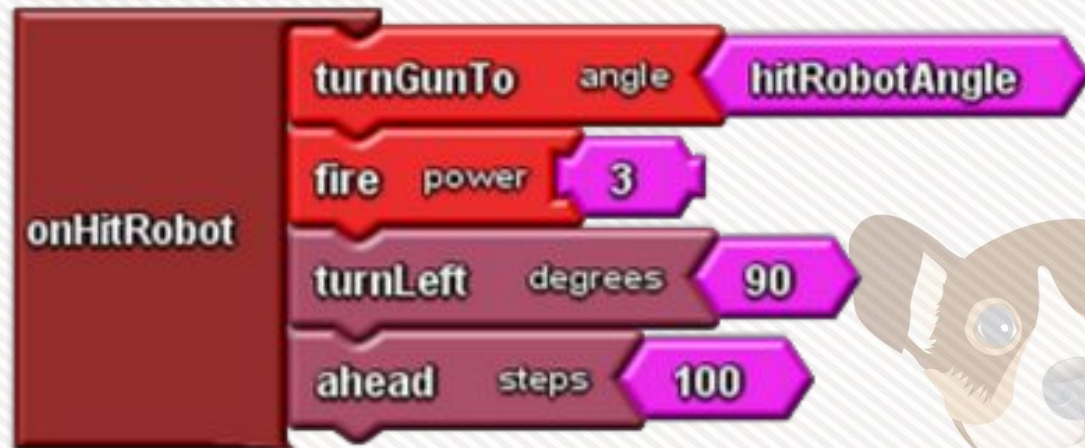 turnGunTo angle hitRobotAngle
fire power 3
onHitRobot
turnLeft degrees 90
ahead steps 100